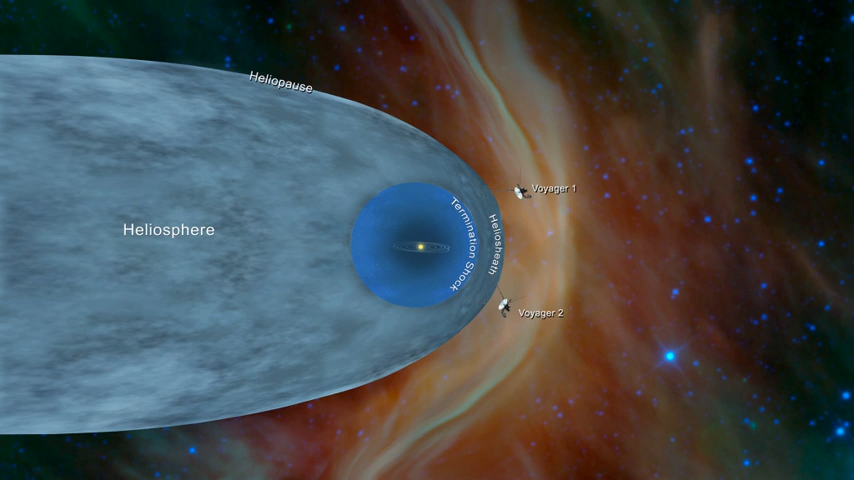 Heliopause
Voyager 1
Heliosphere
Termination Shock
Heliosheath
Voyager 2